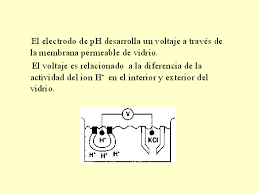 El electrodo de pH desarrolla un voltaje a través de
la membrana permeable de vidrio.
El voltaje es relacionado a la diferencia de la
actividad del ion H⁺ en el interior y exterior del
vidrio.
V
H⁺ KCl
H⁺ H⁺ H⁺